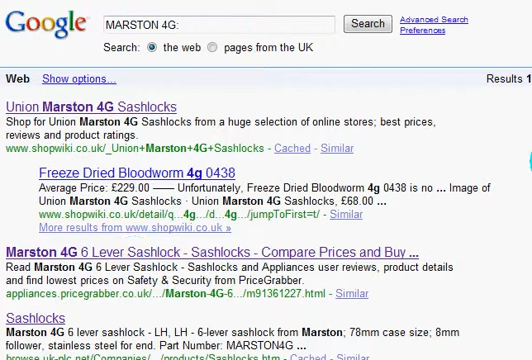 Google
MARSTON 4G:
Search
Advanced Search
Preferences
Search: the web pages from the UK
Web Show options... Results 1
Union Marston 4G Sashlocks
Shop for Union Marston 4G Sashlocks from a huge selection of online stores; best prices,
reviews and product ratings.
www.shopwiki.co.uk/_Union+Marston+4G+Sashlocks - Cached - Similar
Freeze Dried Bloodworm 4g 0438
Average Price: £229.00 —— Unfortunately, Freeze Dried Bloodworm 4g 0438 is no ... Image of
Union Marston 4G Sashlocks · Union Marston 4G Sashlocks, £68.00 ...
www.shopwiki.co.uk/detail/q...4g.../d...4g.../jumpToFirst=t/ - Similar
More results from www.shopwiki.co.uk »
Marston 4G 6 Lever Sashlock - Sashlocks - Compare Prices and Buy ...
Read Marston 4G 6 Lever Sashlock - Sashlocks and Appliances user reviews, product details
and find lowest prices on Safety & Security from PriceGrabber.
appliances.pricegrabber.co.uk/.../Marston-4G-6.../m91361227.html - Similar
Sashlocks
Marston 4G 6 lever sashlock - LH, LH - 6-lever sashlock from Marston; 78mm case size; 8mm
follower, stainless steel for end. Part Number: MARSTON4G ...
browse.uk-plc.net/Companies/.../products/Sashlocks.htm - Cached - Similar